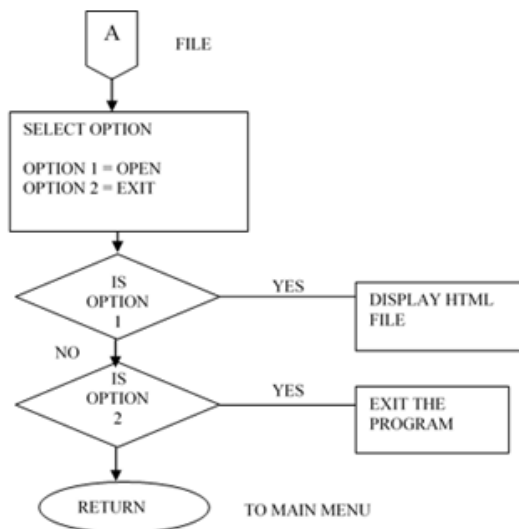 A
FILE
SELECT OPTION
OPTION 1 = OPEN
OPTION 2 = EXIT
IS
OPTION
1
YES
DISPLAY HTML
FILE
NO
IS
OPTION
2
YES
EXIT THE
PROGRAM
RETURN
TO MAIN MENU